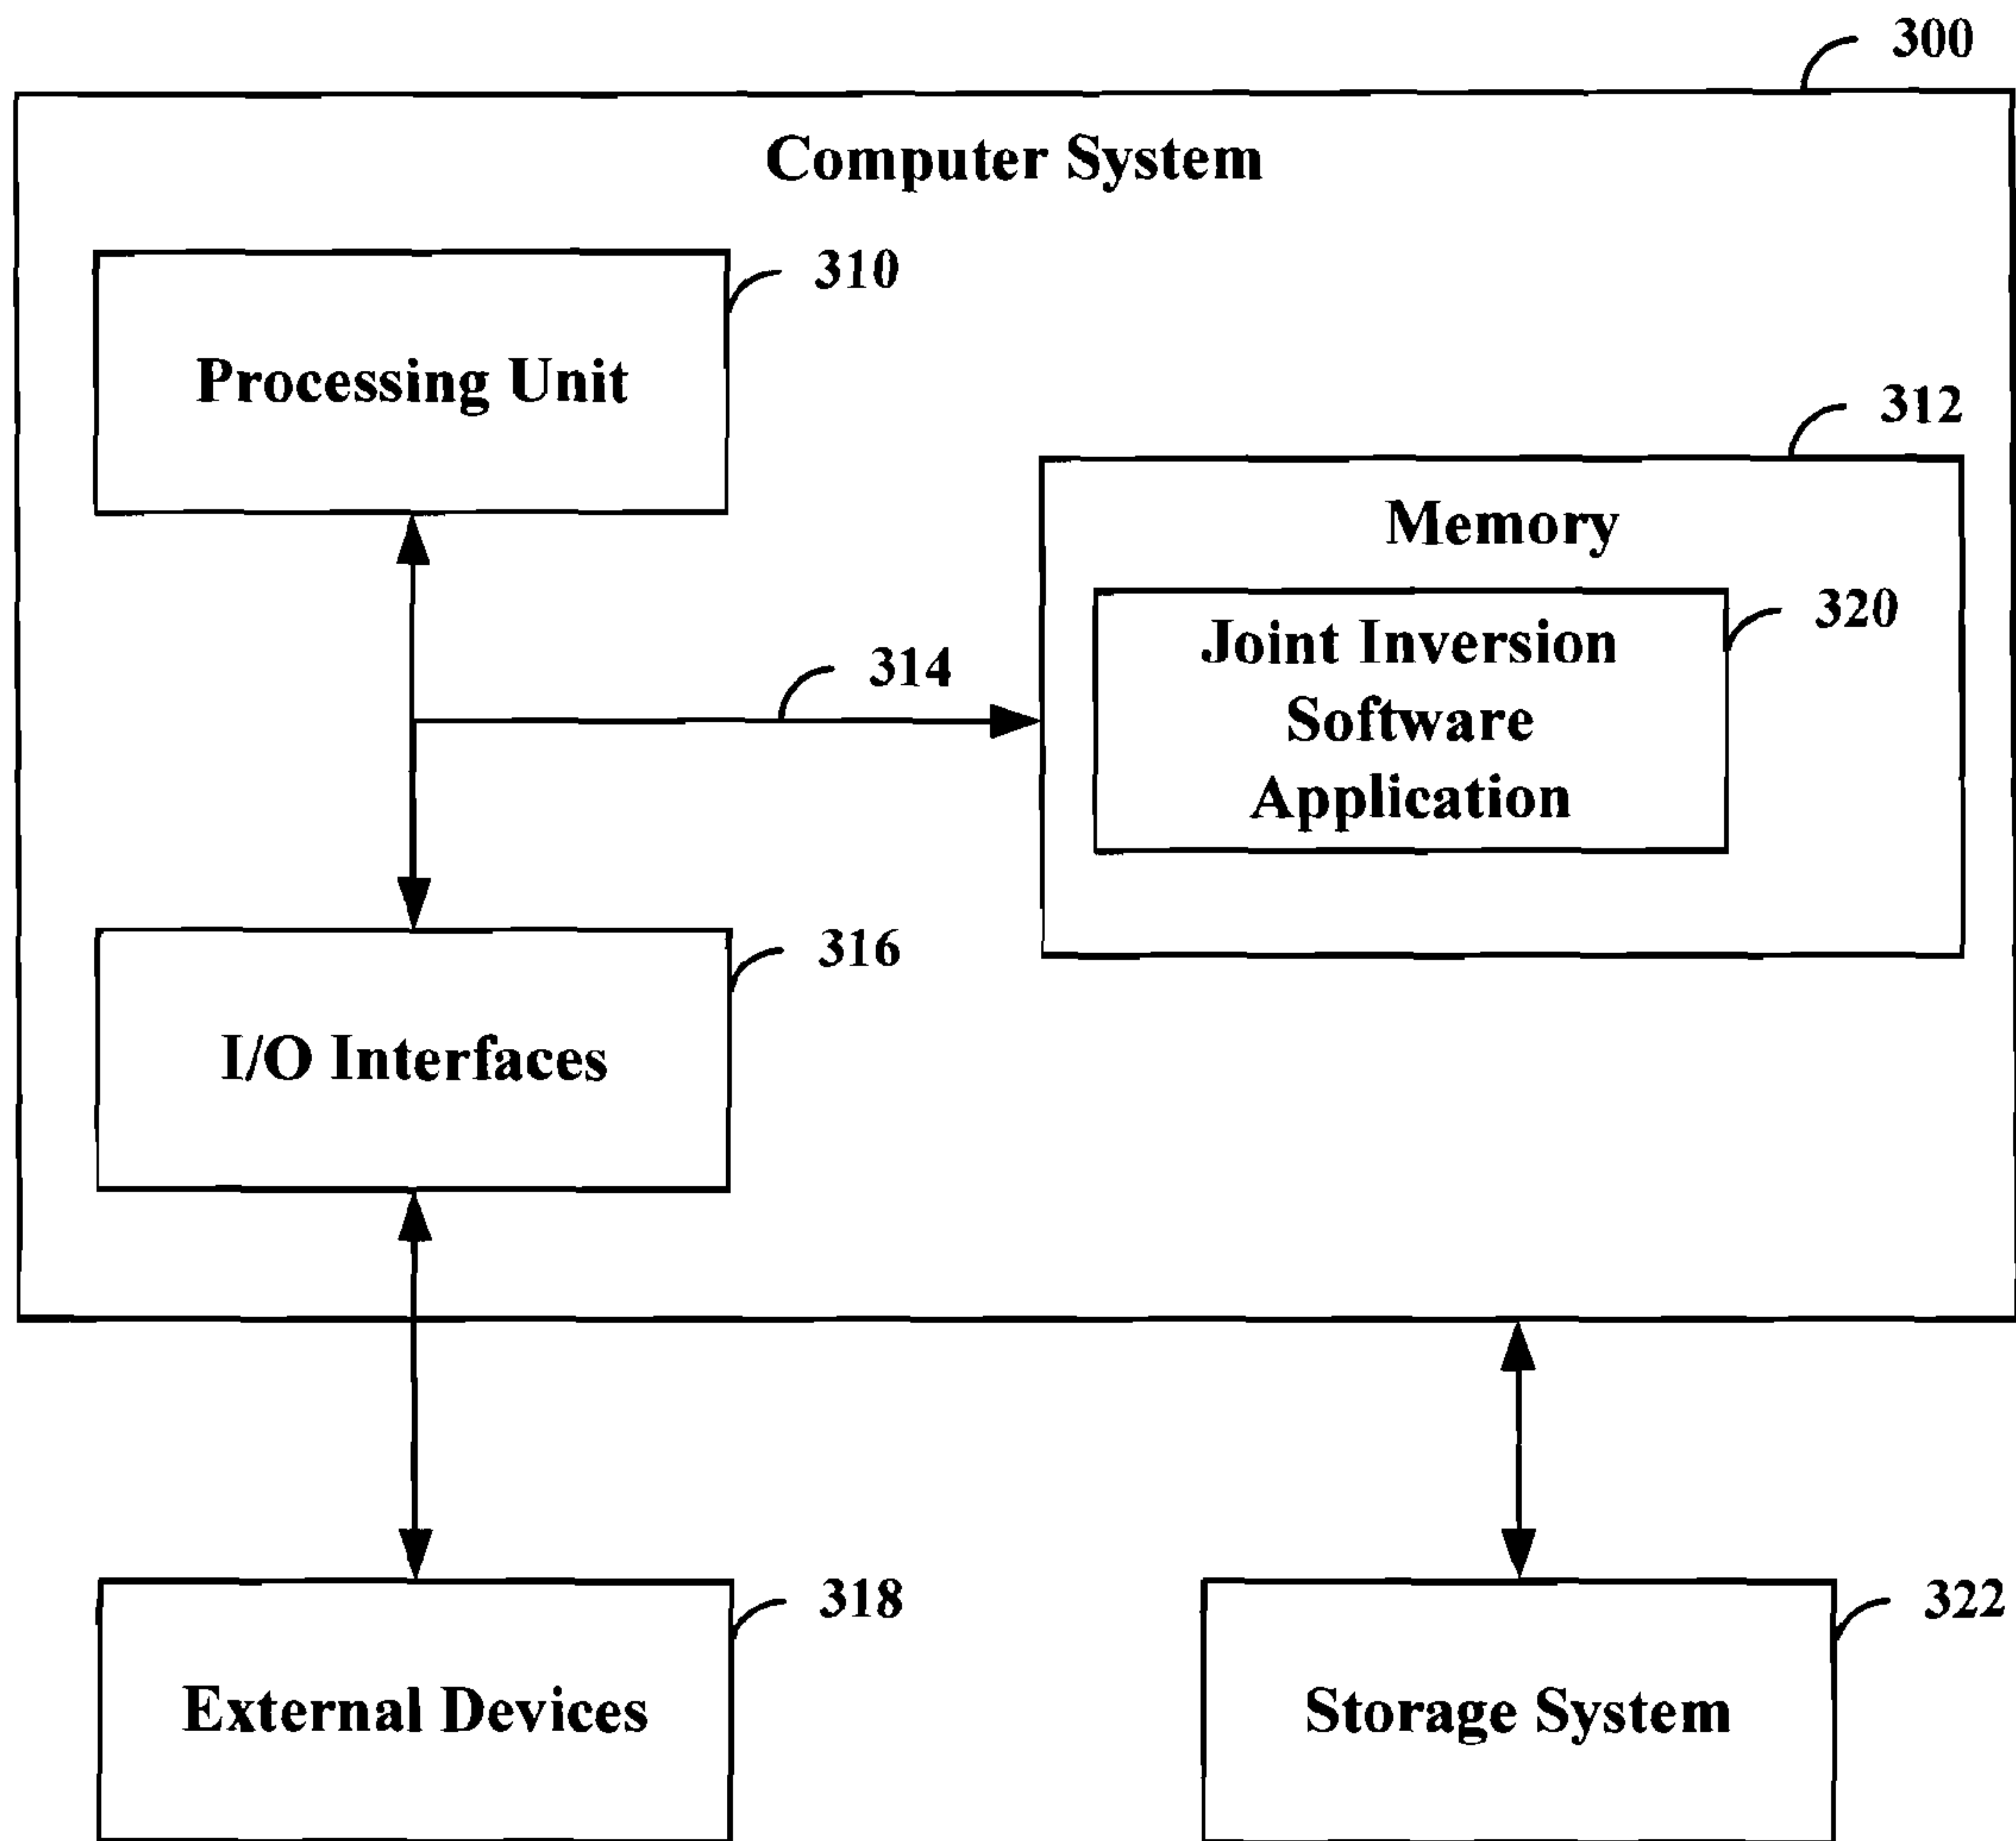 300
Computer System
310
Processing Unit
312
Memory
320
Joint Inversion
Software
Application
314
316
I/O Interfaces
318
External Devices
322
Storage System